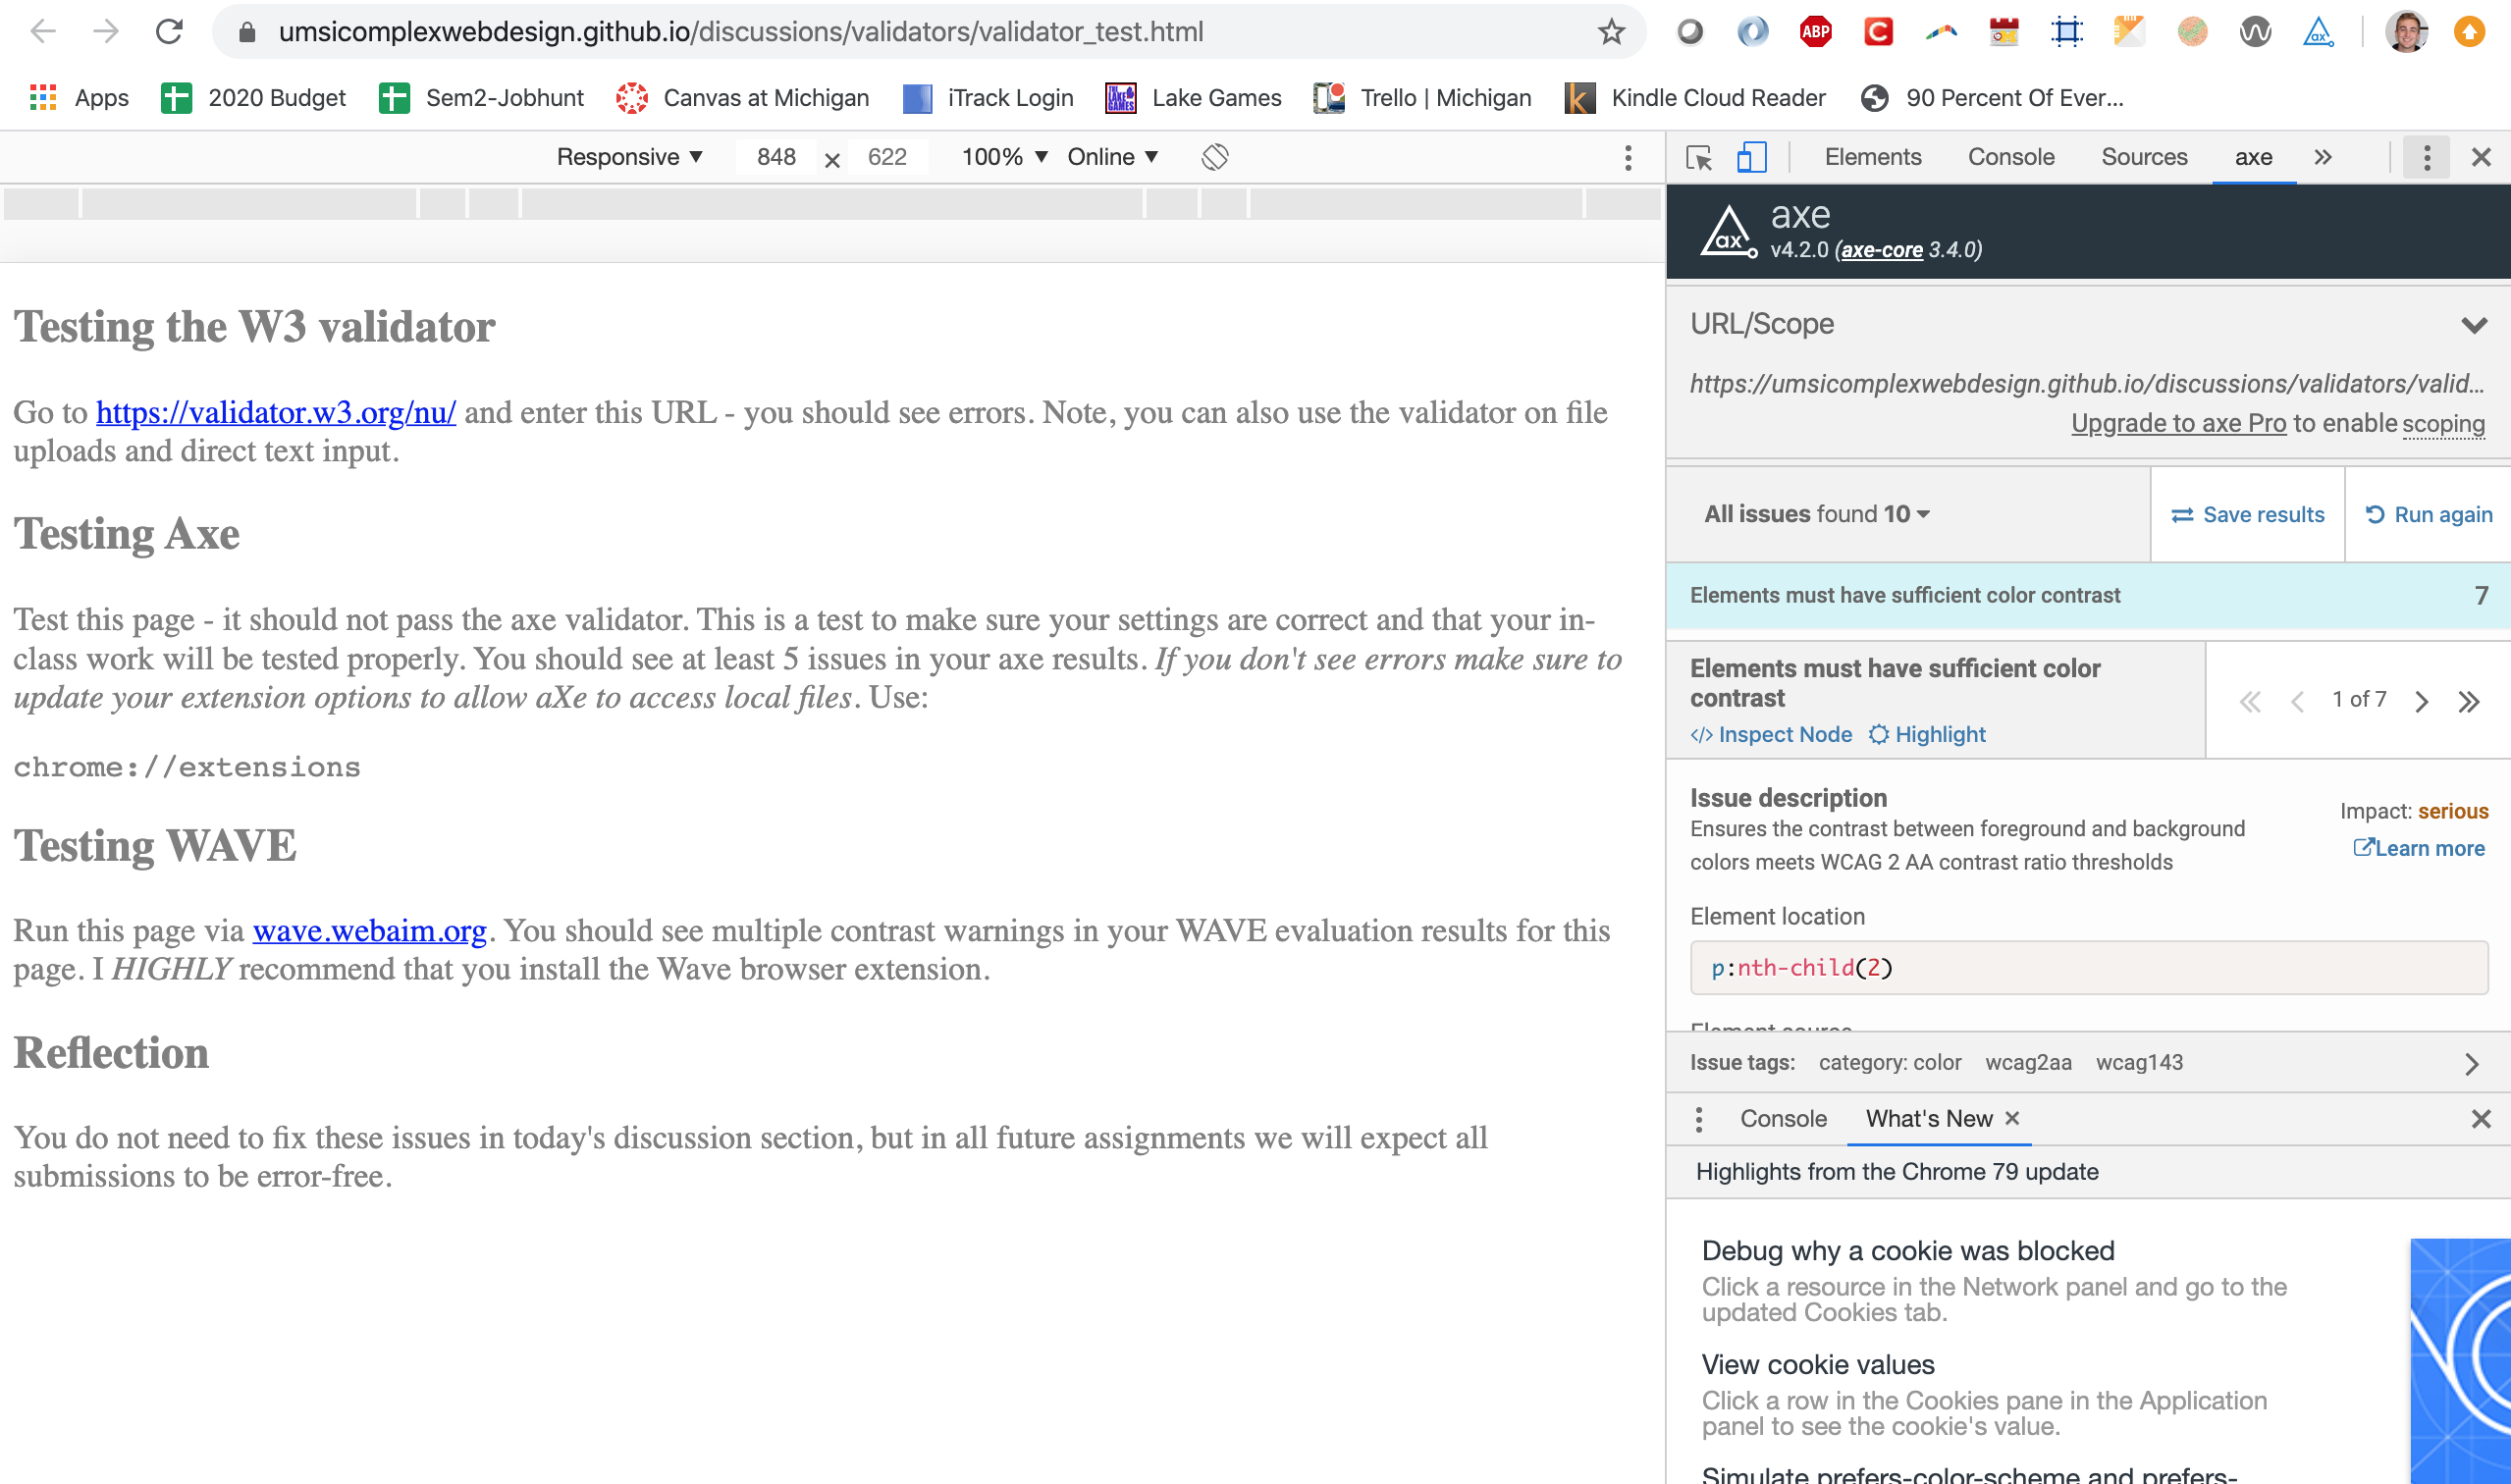 umsicomplexwebdesign.github.io/discussions/validators/validator_test.html
ABP
C
ax
Apps
2020 Budget
Sem2-Jobhunt
Canvas at Michigan
THE LAKE GAMES
iTrack Login
Lake Games
Trello | Michigan
k
Kindle Cloud Reader
90 Percent Of Ever...
Responsive ▼
848 × 622
100% ▼
Online ▼
Testing the W3 validator
Go to https://validator.w3.org/nu/ and enter this URL - you should see errors. Note, you can also use the validator on file
uploads and direct text input.
Testing Axe
Test this page - it should not pass the axe validator. This is a test to make sure your settings are correct and that your in-
class work will be tested properly. You should see at least 5 issues in your axe results. If you don't see errors make sure to
update your extension options to allow aXe to access local files. Use:
chrome://extensions
Testing WAVE
Run this page via wave.webaim.org. You should see multiple contrast warnings in your WAVE evaluation results for this
page. I HIGHLY recommend that you install the Wave browser extension.
Reflection
You do not need to fix these issues in today's discussion section, but in all future assignments we will expect all
submissions to be error-free.
Elements
Console
Sources
axe
»
ax
axe
v4.2.0 (axe-core 3.4.0)
URL/Scope
https://umsicomplexwebdesign.github.io/discussions/validators/valid...
Upgrade to axe Pro to enable scoping
All issues found 10
Save results
Run again
Elements must have sufficient color contrast 7
Elements must have sufficient color
contrast
</> Inspect Node
Highlight
1 of 7
Issue description
Ensures the contrast between foreground and background
colors meets WCAG 2 AA contrast ratio thresholds
Impact: serious
Learn more
Element location
p:nth-child(2)
Element source
Issue tags: category: color wcag2aa wcag143
Console
What's New ×
Highlights from the Chrome 79 update
Debug why a cookie was blocked
Click a resource in the Network panel and go to the
updated Cookies tab.
View cookie values
Click a row in the Cookies pane in the Application
panel to see the cookie's value.
Simulate prefers-color-scheme and prefers-